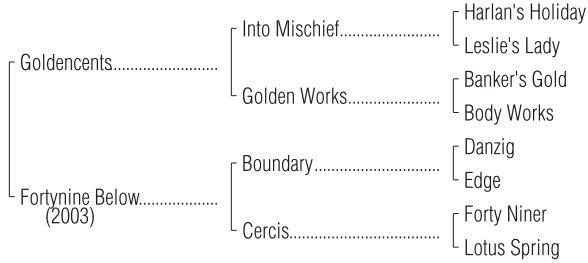 Harlan's Holiday
Into Mischief
Leslie's Lady
Goldencents
Banker's Gold
Golden Works
Body Works
Danzig
Boundary
Edge
Fortynine Below
(2003)
Forty Niner
Cercis
Lotus Spring